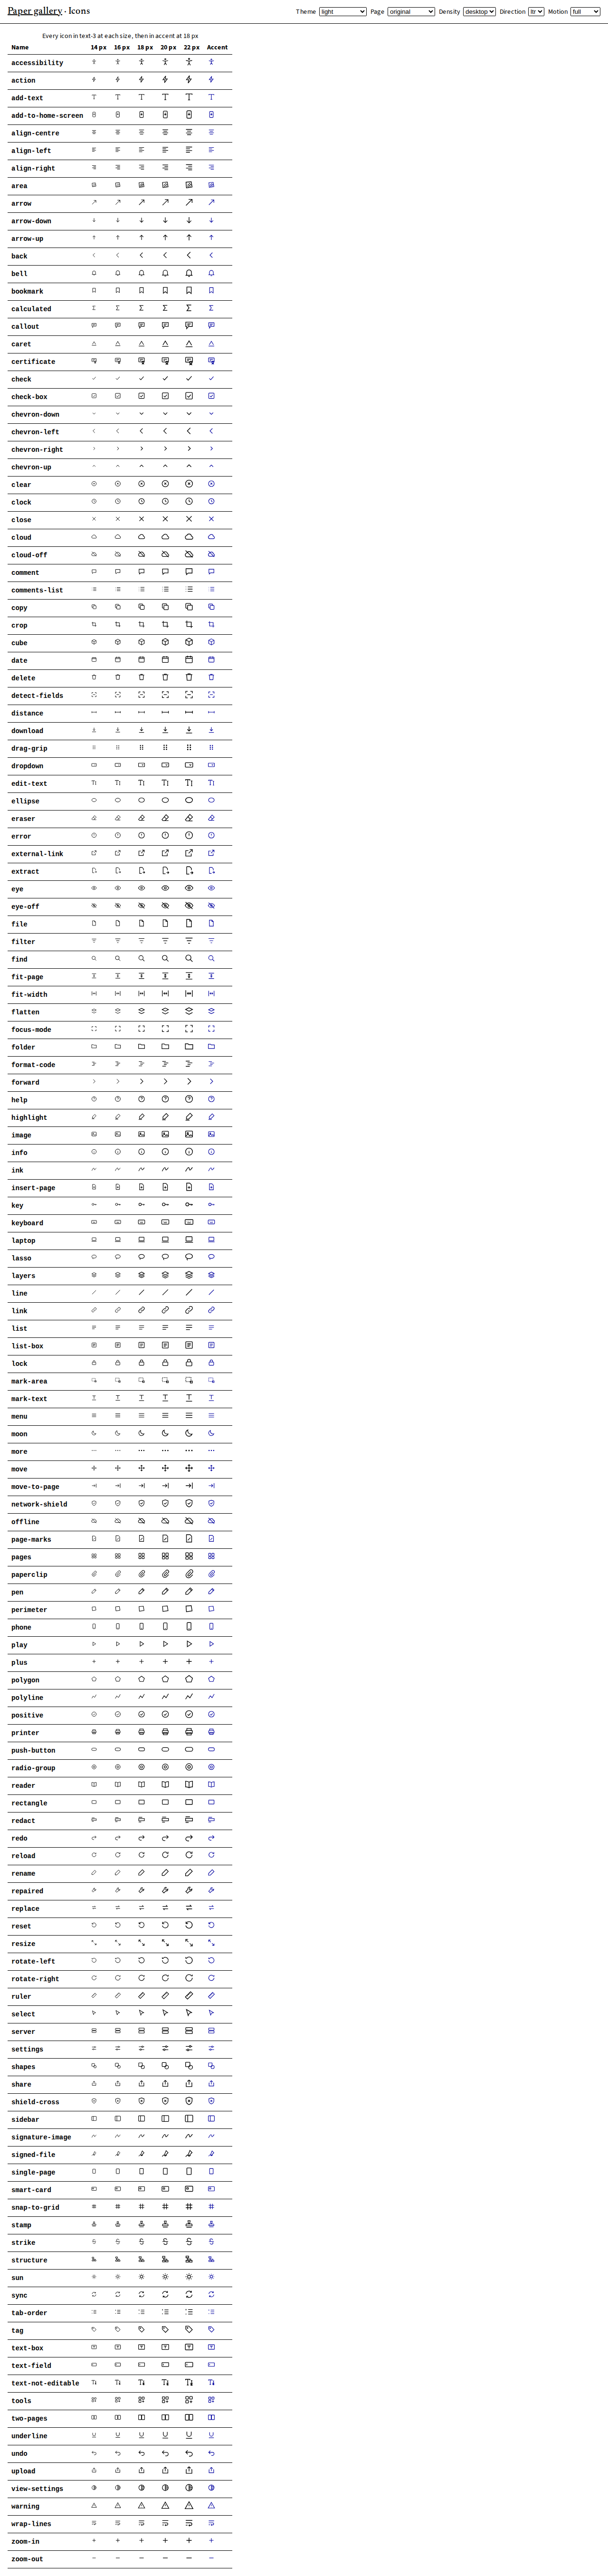 Paper gallery · Icons
Theme light Page original Density desktop Direction ltr Motion full
Every icon in text-3 at each size, then in accent at 18 px
Name 14 px 16 px 18 px 20 px 22 px Accent
accessibility
action
add-text
add-to-home-screen
align-centre
align-left
align-right
area
arrow
arrow-down
arrow-up
back
bell
bookmark
calculated
callout
caret
certificate
check
check-box
chevron-down
chevron-left
chevron-right
chevron-up
clear
clock
close
cloud
cloud-off
comment
comments-list
copy
crop
cube
date
delete
detect-fields
distance
download
drag-grip
dropdown
edit-text
ellipse
eraser
error
external-link
extract
eye
eye-off
file
filter
find
fit-page
fit-width
flatten
focus-mode
folder
format-code
forward
help
highlight
image
info
ink
insert-page
key
keyboard
laptop
lasso
layers
line
link
list
list-box
lock
mark-area
mark-text
menu
moon
more
move
move-to-page
network-shield
offline
page-marks
pages
paperclip
pen
perimeter
phone
play
plus
polygon
polyline
positive
printer
push-button
radio-group
reader
rectangle
redact
redo
reload
rename
repaired
replace
reset
resize
rotate-left
rotate-right
ruler
select
server
settings
shapes
share
shield-cross
sidebar
signature-image
signed-file
single-page
smart-card
snap-to-grid
stamp
strike
structure
sun
sync
tab-order
tag
text-box
text-field
text-not-editable
tools
two-pages
underline
undo
upload
view-settings
warning
wrap-lines
zoom-in
zoom-out